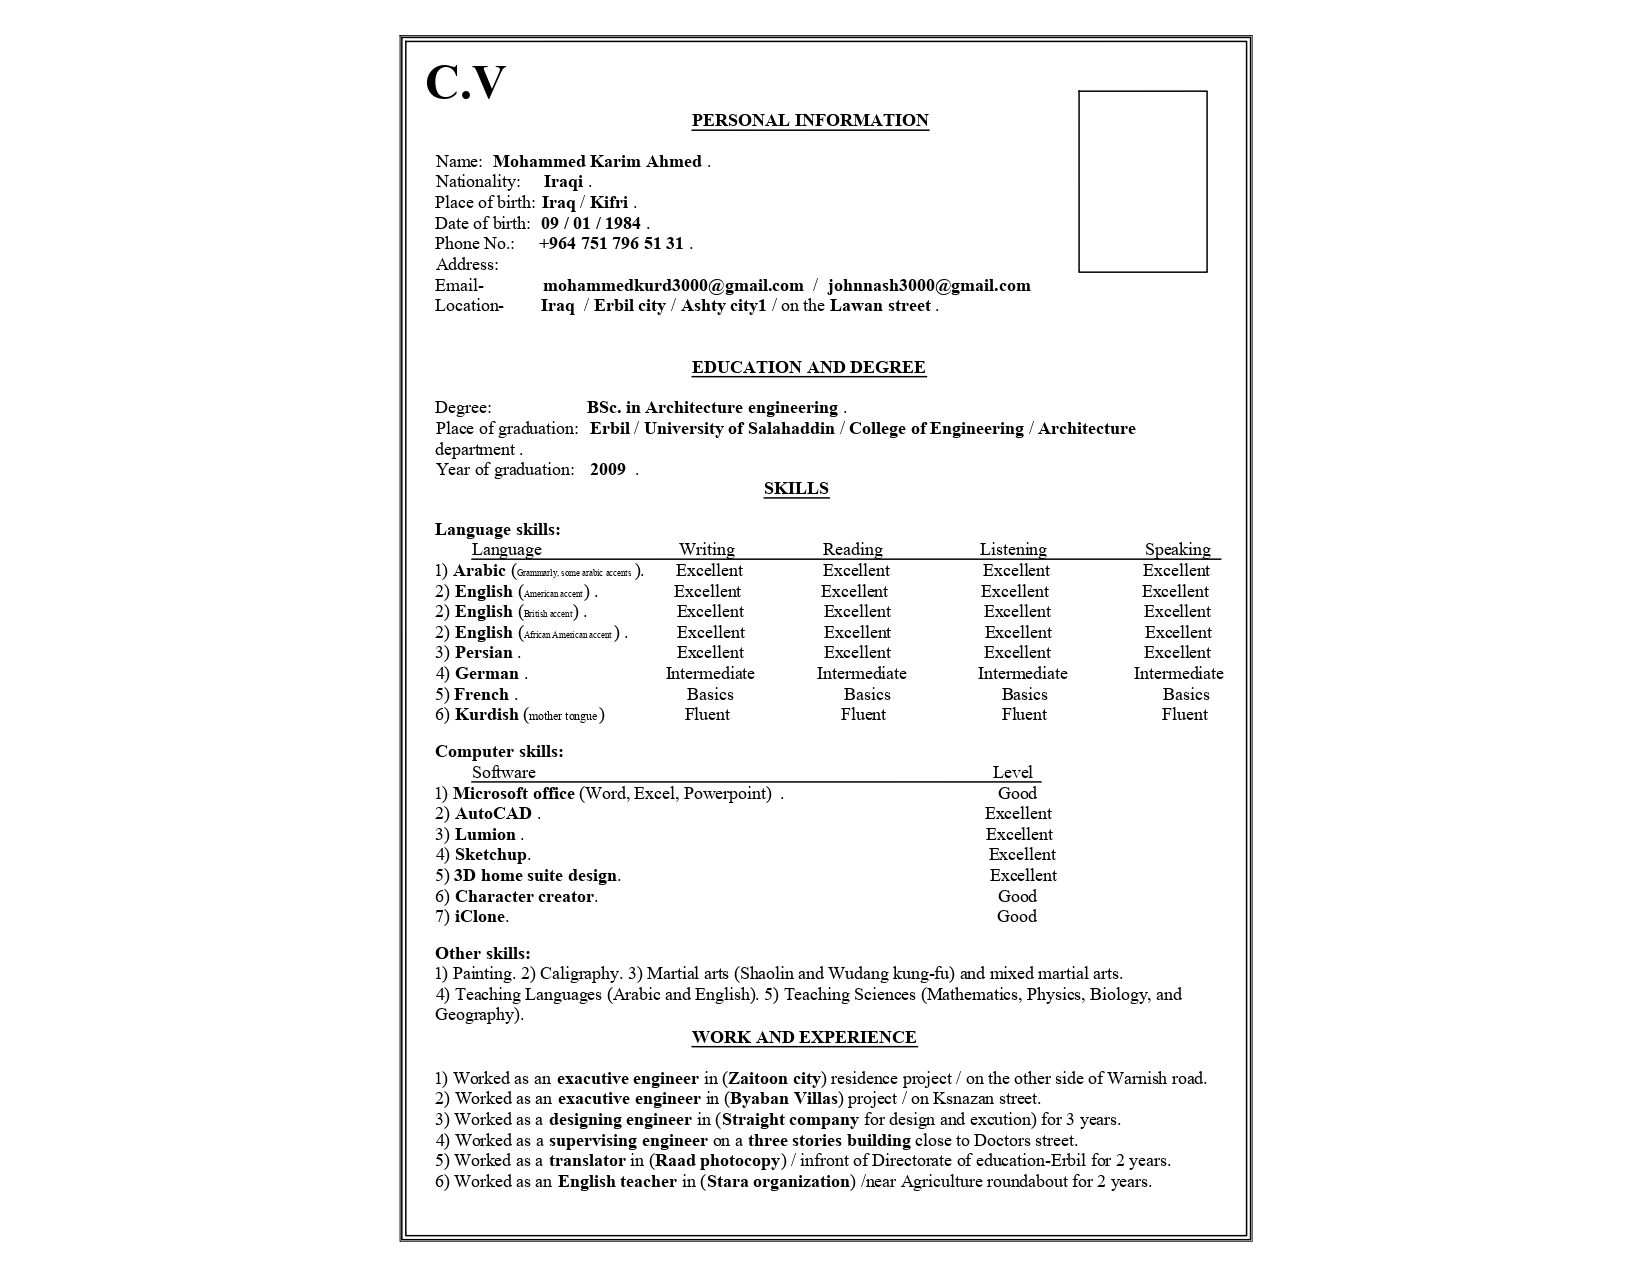 C.V
PERSONAL INFORMATION
Name: Mohammed Karim Ahmed .
Nationality: Iraqi .
Place of birth: Iraq / Kifri .
Date of birth: 09 / 01 / 1984 .
Phone No.: +964 751 796 51 31 .
Address:
Email- mohammedkurd3000@gmail.com / johnnash3000@gmail.com
Location- Iraq / Erbil city / Ashty city1 / on the Lawan street .
EDUCATION AND DEGREE
Degree: BSc. in Architecture engineering .
Place of graduation: Erbil / University of Salahaddin / College of Engineering / Architecture
department .
Year of graduation: 2009 .
SKILLS
Language skills:
Language Writing Reading Listening Speaking
1) Arabic (Grammarly, some arabic accents ). Excellent Excellent Excellent Excellent
2) English (American accent) . Excellent Excellent Excellent Excellent
2) English (British accent) . Excellent Excellent Excellent Excellent
2) English (African American accent ) . Excellent Excellent Excellent Excellent
3) Persian . Excellent Excellent Excellent Excellent
4) German . Intermediate Intermediate Intermediate Intermediate
5) French . Basics Basics Basics Basics
6) Kurdish (mother tongue ) Fluent Fluent Fluent Fluent
Computer skills:
Software Level
1) Microsoft office (Word, Excel, Powerpoint) . Good
2) AutoCAD . Excellent
3) Lumion . Excellent
4) Sketchup. Excellent
5) 3D home suite design. Excellent
6) Character creator. Good
7) iClone. Good
Other skills:
1) Painting. 2) Caligraphy. 3) Martial arts (Shaolin and Wudang kung-fu) and mixed martial arts.
4) Teaching Languages (Arabic and English). 5) Teaching Sciences (Mathematics, Physics, Biology, and
Geography).
WORK AND EXPERIENCE
1) Worked as an exacutive engineer in (Zaitoon city) residence project / on the other side of Warnish road.
2) Worked as an exacutive engineer in (Byaban Villas) project / on Ksnazan street.
3) Worked as a designing engineer in (Straight company for design and excution) for 3 years.
4) Worked as a supervising engineer on a three stories building close to Doctors street.
5) Worked as a translator in (Raad photocopy) / infront of Directorate of education-Erbil for 2 years.
6) Worked as an English teacher in (Stara organization) /near Agriculture roundabout for 2 years.